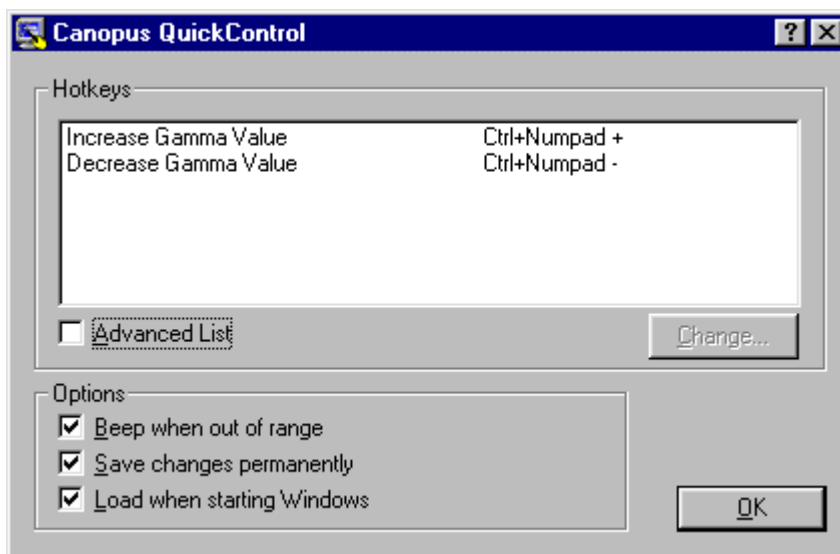 Canopus QuickControl
Hotkeys
Increase Gamma Value Ctrl+Numpad +
Decrease Gamma Value Ctrl+Numpad -
Advanced List
Change...
Options
Beep when out of range
Save changes permanently
Load when starting Windows
OK